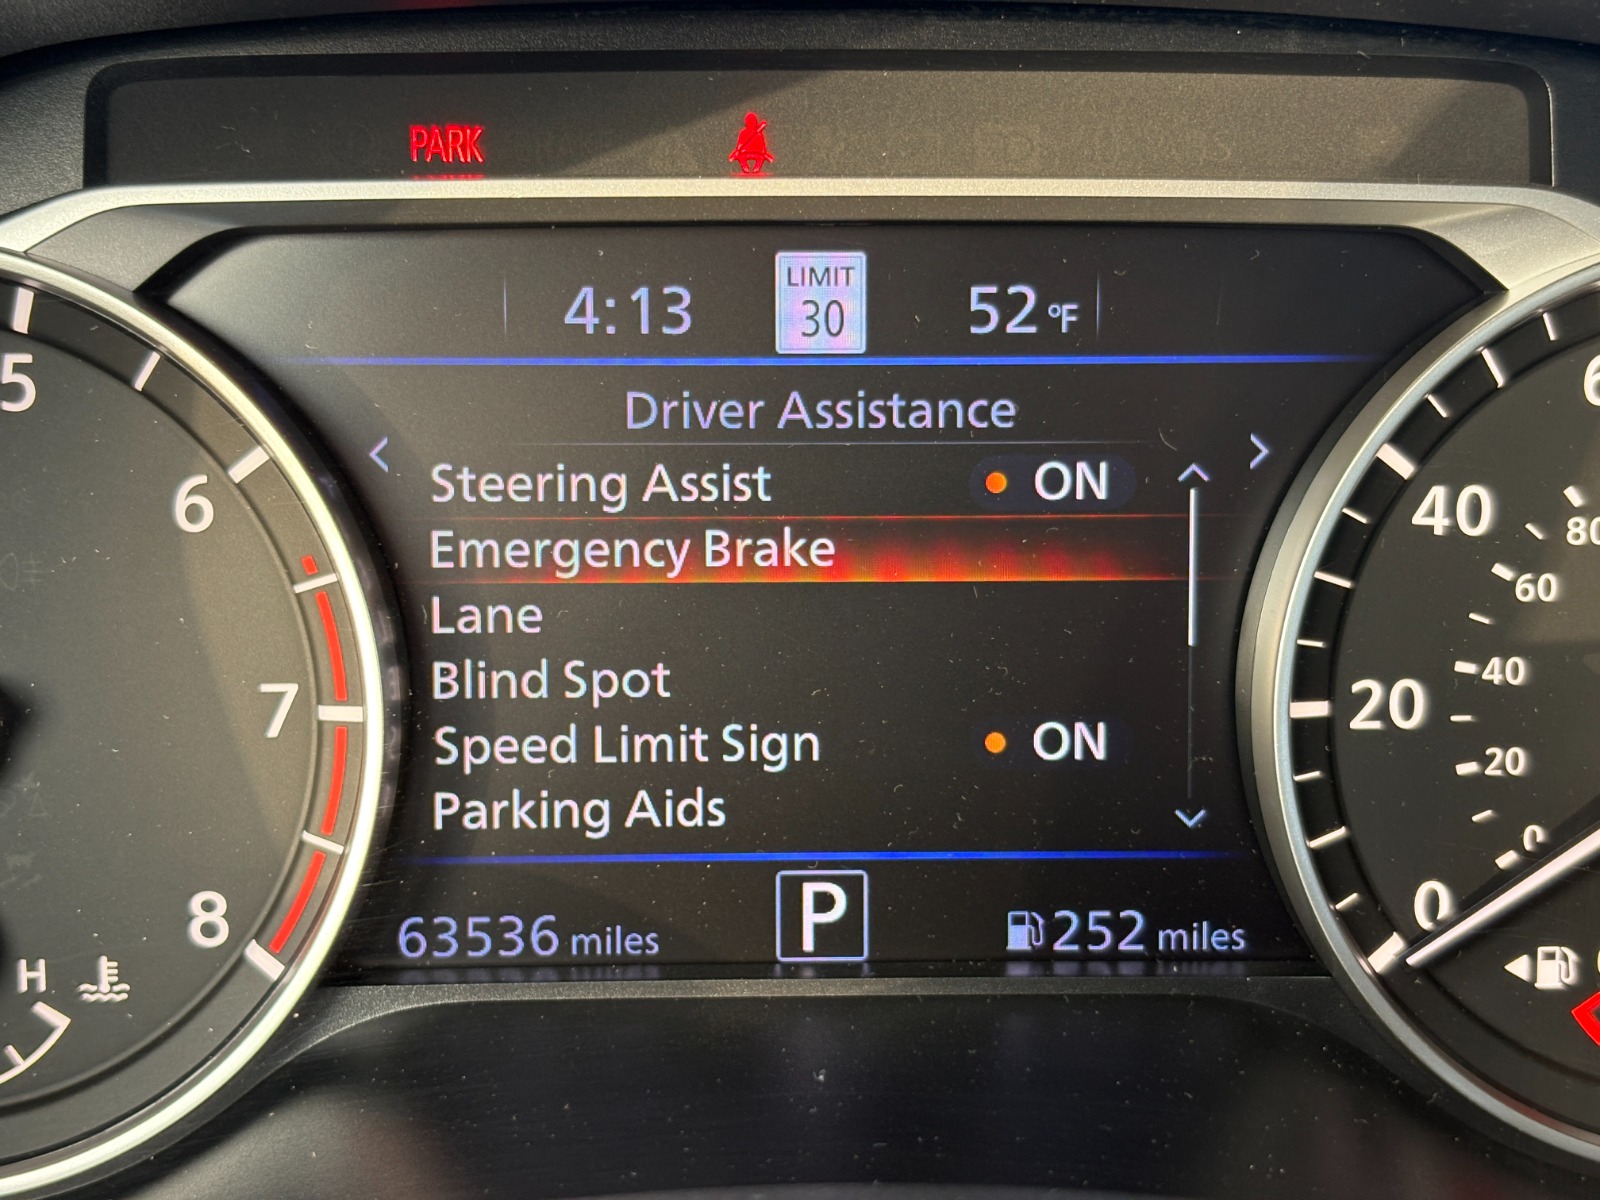 PARK
4:13
LIMIT
30
52 °F
Driver Assistance
Steering Assist ON
Emergency Brake
Lane
Blind Spot
Speed Limit Sign ON
Parking Aids
63536 miles
P
252 miles
5
6
7
8
H
40
20
0
80
60
40
20
0